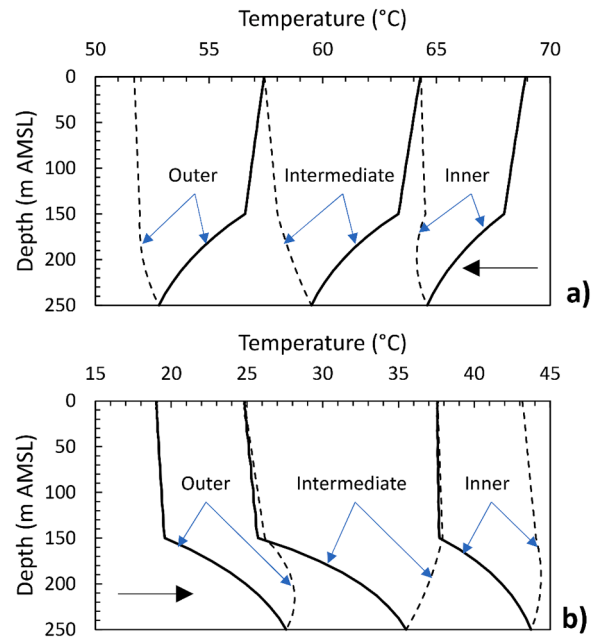 Temperature (°C)
50 55 60 65 70
0
50
100
150
200
250
Depth (m AMSL)
Outer Intermediate Inner
a)
Temperature (°C)
15 20 25 30 35 40 45
0
50
100
150
200
250
Depth (m AMSL)
Outer Intermediate Inner
b)